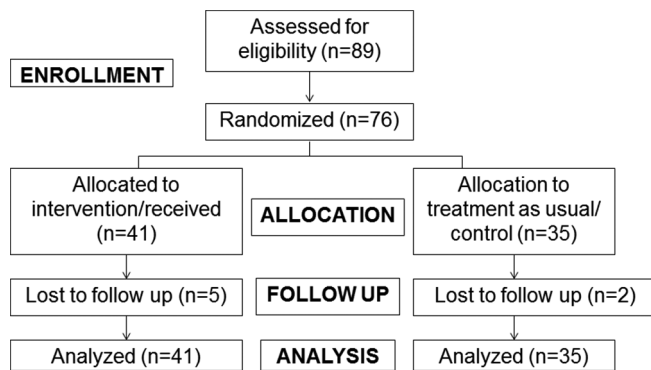 Assessed for
eligibility (n=89)
ENROLLMENT
Randomized (n=76)
Allocated to
intervention/received
(n=41)
ALLOCATION
Allocation to
treatment as usual/
control (n=35)
Lost to follow up (n=5)
FOLLOW UP
Lost to follow up (n=2)
Analyzed (n=41)
ANALYSIS
Analyzed (n=35)